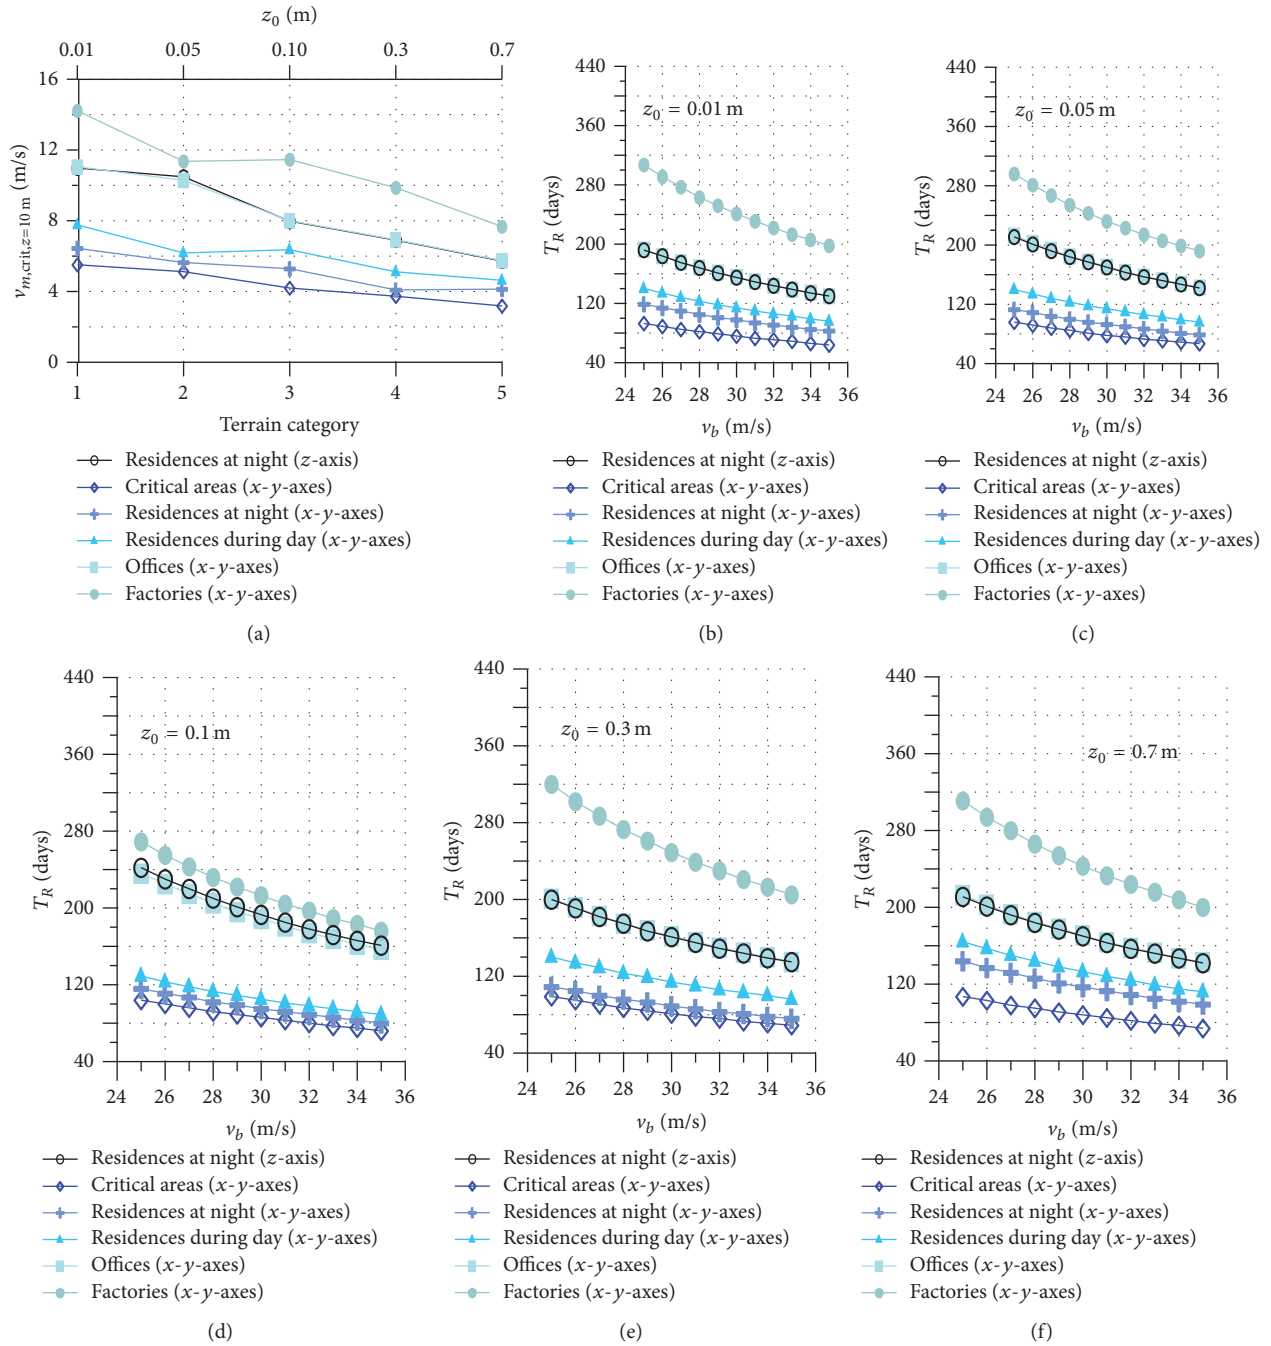 z0 (m)
0.01 0.05 0.10 0.3 0.7
16
12
8
4
0
vm,crit,z=10 m (m/s)
1 2 3 4 5
Terrain category
Residences at night (z-axis)
Critical areas (x-y-axes)
Residences at night (x-y-axes)
Residences during day (x-y-axes)
Offices (x-y-axes)
Factories (x-y-axes)
(a)
440
360
280
200
120
40
TR (days)
z0 = 0.01 m
24 26 28 30 32 34 36
vb (m/s)
Residences at night (z-axis)
Critical areas (x-y-axes)
Residences at night (x-y-axes)
Residences during day (x-y-axes)
Offices (x-y-axes)
Factories (x-y-axes)
(b)
440
360
280
200
120
40
TR (days)
z0 = 0.05 m
24 26 28 30 32 34 36
vb (m/s)
Residences at night (z-axis)
Critical areas (x-y-axes)
Residences at night (x-y-axes)
Residences during day (x-y-axes)
Offices (x-y-axes)
Factories (x-y-axes)
(c)
440
360
280
200
120
40
TR (days)
z0 = 0.1 m
24 26 28 30 32 34 36
vb (m/s)
Residences at night (z-axis)
Critical areas (x-y-axes)
Residences at night (x-y-axes)
Residences during day (x-y-axes)
Offices (x-y-axes)
Factories (x-y-axes)
(d)
440
360
280
200
120
40
TR (days)
z0 = 0.3 m
24 26 28 30 32 34 36
vb (m/s)
Residences at night (z-axis)
Critical areas (x-y-axes)
Residences at night (x-y-axes)
Residences during day (x-y-axes)
Offices (x-y-axes)
Factories (x-y-axes)
(e)
440
360
280
200
120
40
TR (days)
z0 = 0.7 m
24 26 28 30 32 34 36
vb (m/s)
Residences at night (z-axis)
Critical areas (x-y-axes)
Residences at night (x-y-axes)
Residences during day (x-y-axes)
Offices (x-y-axes)
Factories (x-y-axes)
(f)